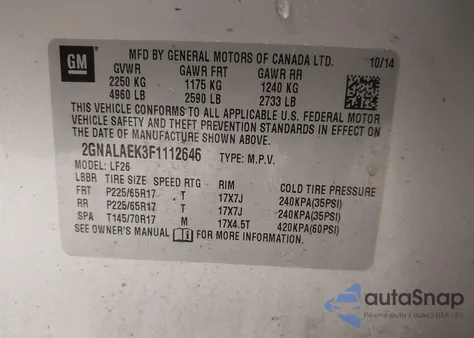 GM
MFD BY GENERAL MOTORS OF CANADA LTD. 10/14
GVWR GAWR FRT GAWR RR
2250 KG 1175 KG 1240 KG
4960 LB 2590 LB 2733 LB
THIS VEHICLE CONFORMS TO ALL APPLICABLE U.S. FEDERAL MOTOR
VEHICLE SAFETY AND THEFT PREVENTION STANDARDS IN EFFECT ON
THE DATE OF MANUFACTURE SHOWN ABOVE.
2GNALAEK3F1112646 TYPE: M.P.V.
MODEL: LF26
LBBR TIRE SIZE SPEED RTG RIM COLD TIRE PRESSURE
FRT P225/65R17 T 17X7J 240KPA(35PSI)
RR P225/65R17 T 17X7J 240KPA(35PSI)
SPA T145/70R17 M 17X4.5T 420KPA(60PSI)
SEE OWNER'S MANUAL i FOR MORE INFORMATION.
autoSnap